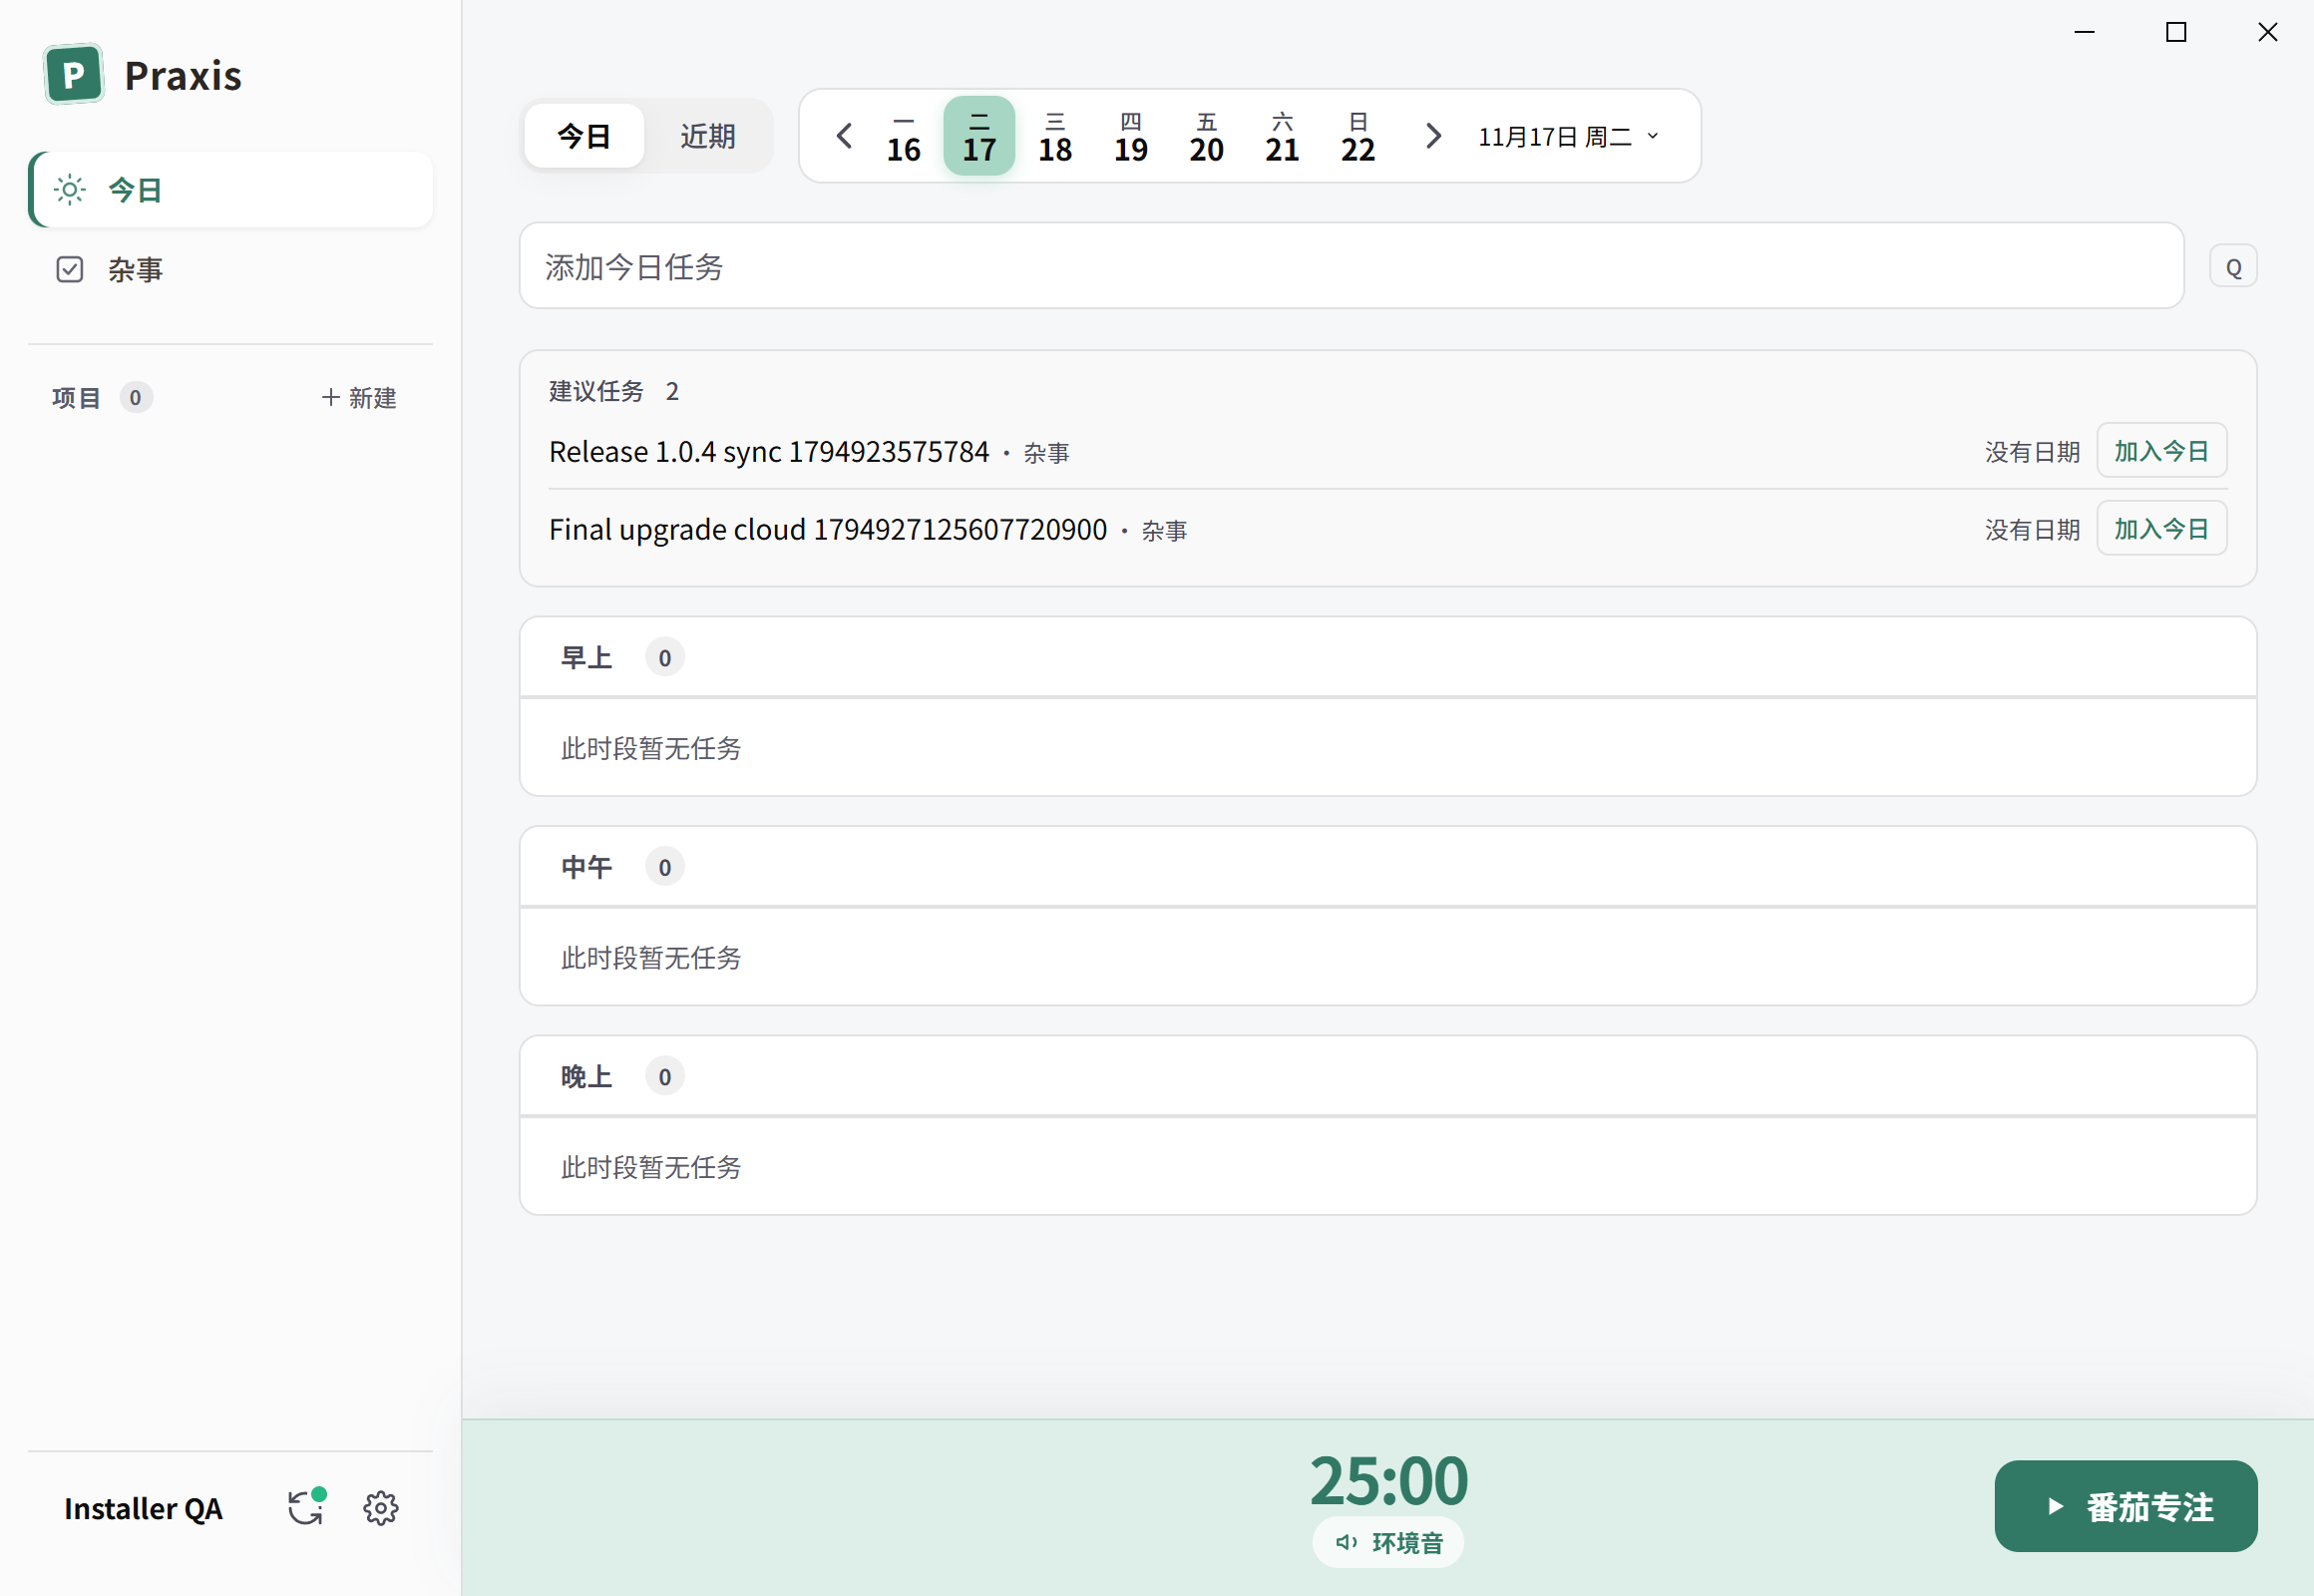 P Praxis
今日
杂事
项目 0 + 新建
Installer QA
今日 近期
一 二 三 四 五 六 日
16 17 18 19 20 21 22
11月17日 周二
添加今日任务
Q
建议任务 2
Release 1.0.4 sync 1794923575784 · 杂事 没有日期 加入今日
Final upgrade cloud 1794927125607720900 · 杂事 没有日期 加入今日
早上 0
此时段暂无任务
中午 0
此时段暂无任务
晚上 0
此时段暂无任务
25:00
环境音
番茄专注